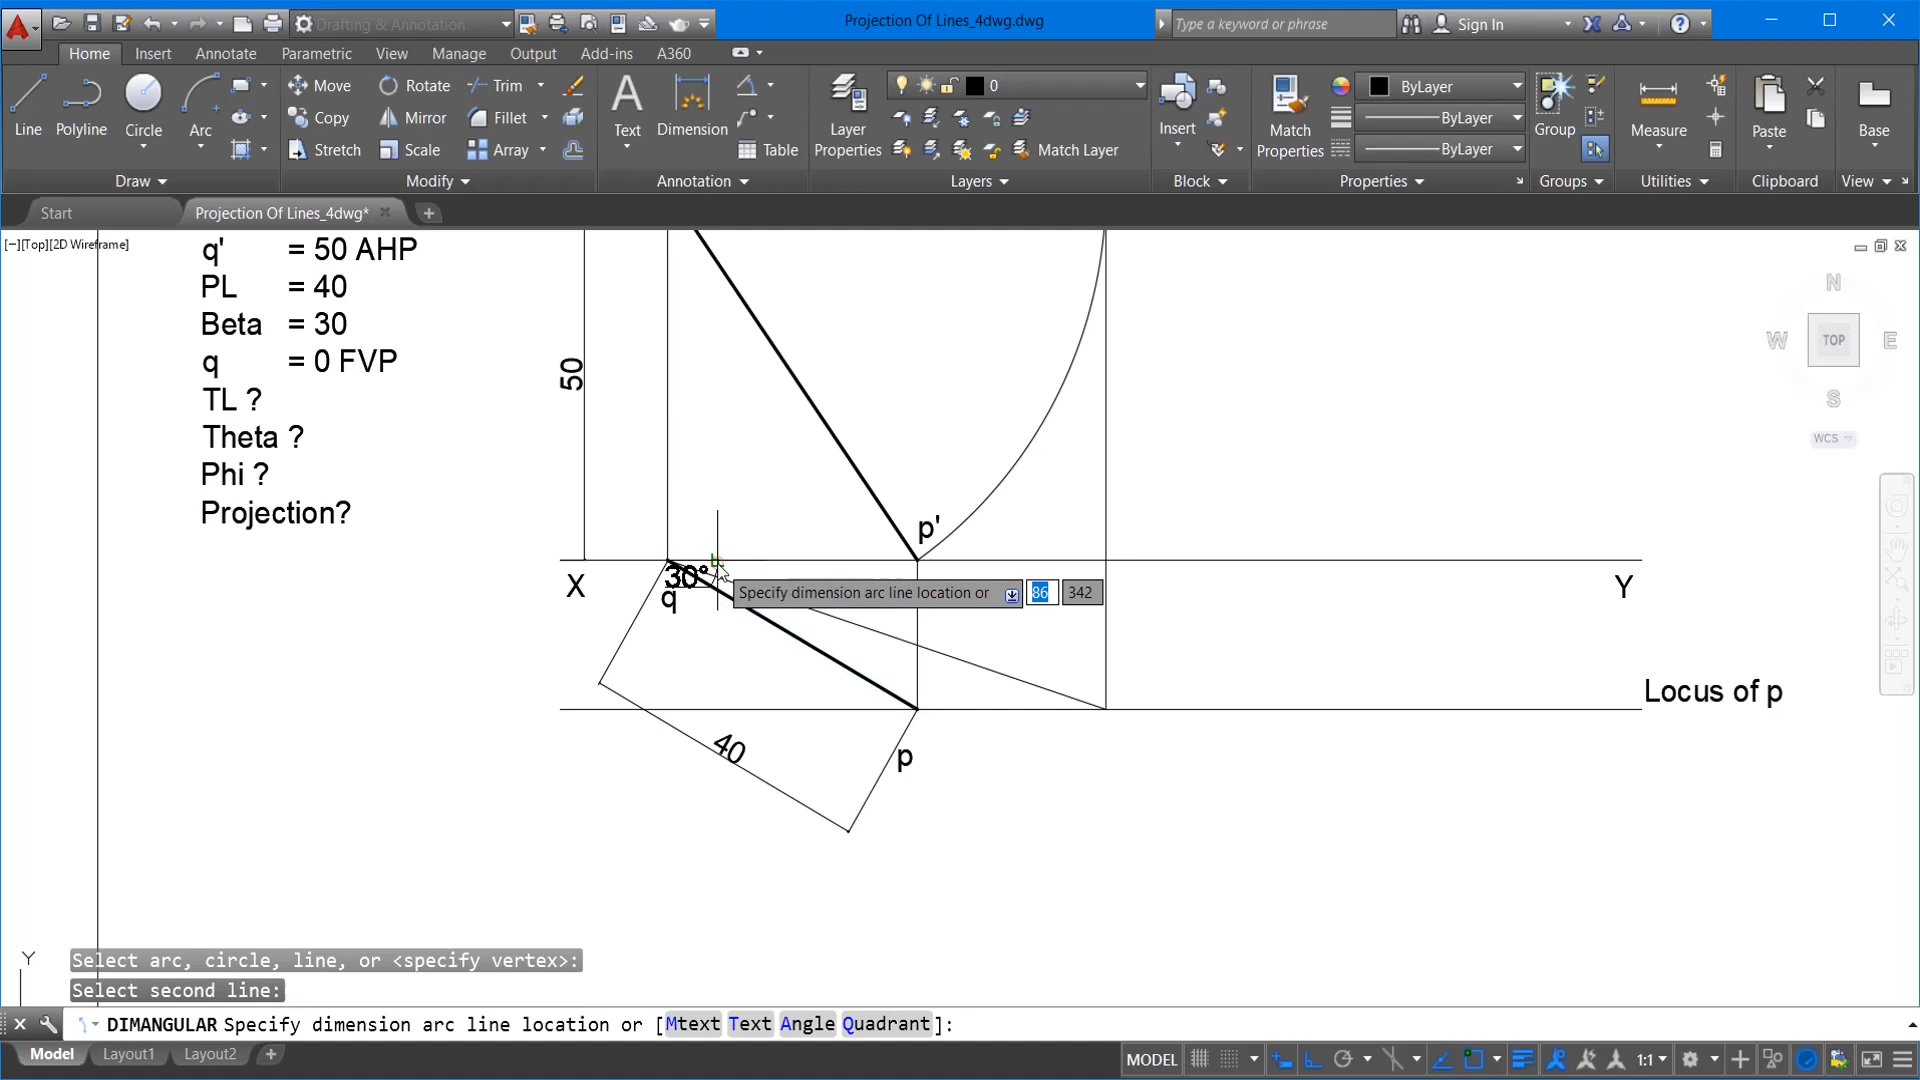 Drafting & Annotation
Projection Of Lines_4dwg.dwg
Type a keyword or phrase
Sign In
Home Insert Annotate Parametric View Manage Output Add-ins A360
Line Polyline Circle Arc
Move Rotate Trim
Copy Mirror Fillet
Stretch Scale Array
Text Dimension Table
Layer Properties
0
Match Layer
Insert
Match Properties
ByLayer
ByLayer
ByLayer
Group
Measure
Paste
Base
Draw Modify Annotation Layers Block Properties Groups Utilities Clipboard View
Start Projection Of Lines_4dwg*
[−][Top][2D Wireframe]
q' = 50 AHP
PL = 40
Beta = 30
q = 0 FVP
TL ?
Theta ?
Phi ?
Projection?
50
p'
X
30°
q
Specify dimension arc line location or 86 342
Y
Locus of p
40
p
N
W TOP E
S
WCS
Y
Select arc, circle, line, or <specify vertex>:
Select second line:
DIMANGULAR Specify dimension arc line location or [Mtext Text Angle Quadrant]:
Model Layout1 Layout2
MODEL 1:1